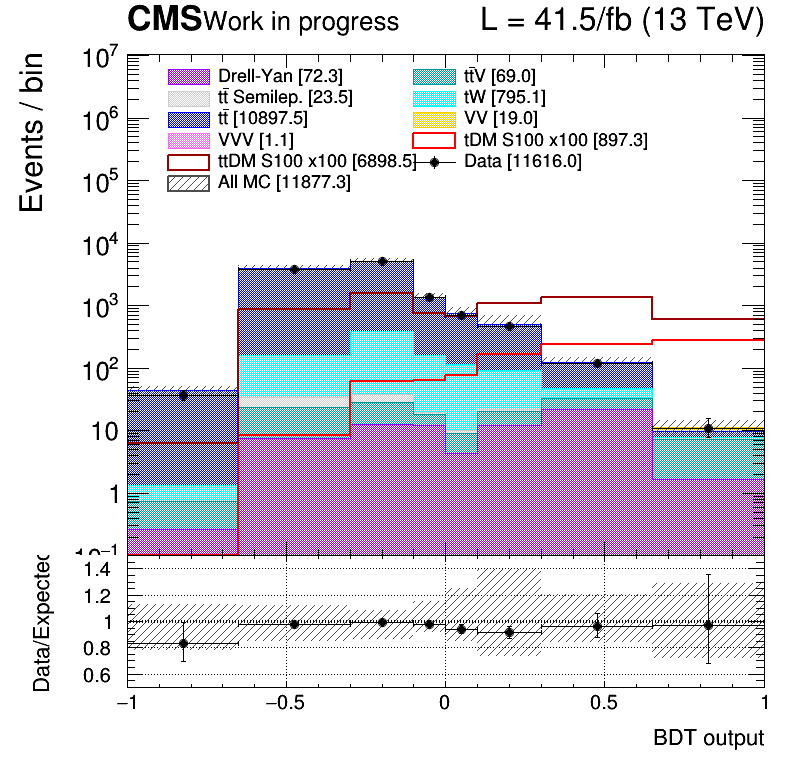 CMS Work in progress L = 41.5/fb (13 TeV)
Events / bin
10⁷
10⁶
10⁵
10⁴
10³
10²
10
1
10⁻¹
Drell-Yan [72.3] tt̄V [69.0]
tt̄ Semilep. [23.5] tW [795.1]
tt̄ [10897.5] VV [19.0]
VVV [1.1] tDM S100 x100 [897.3]
ttDM S100 x100 [6898.5] Data [11616.0]
All MC [11877.3]
Data/Expected
1.4
1.2
1
0.8
0.6
−1 −0.5 0 0.5 1
BDT output